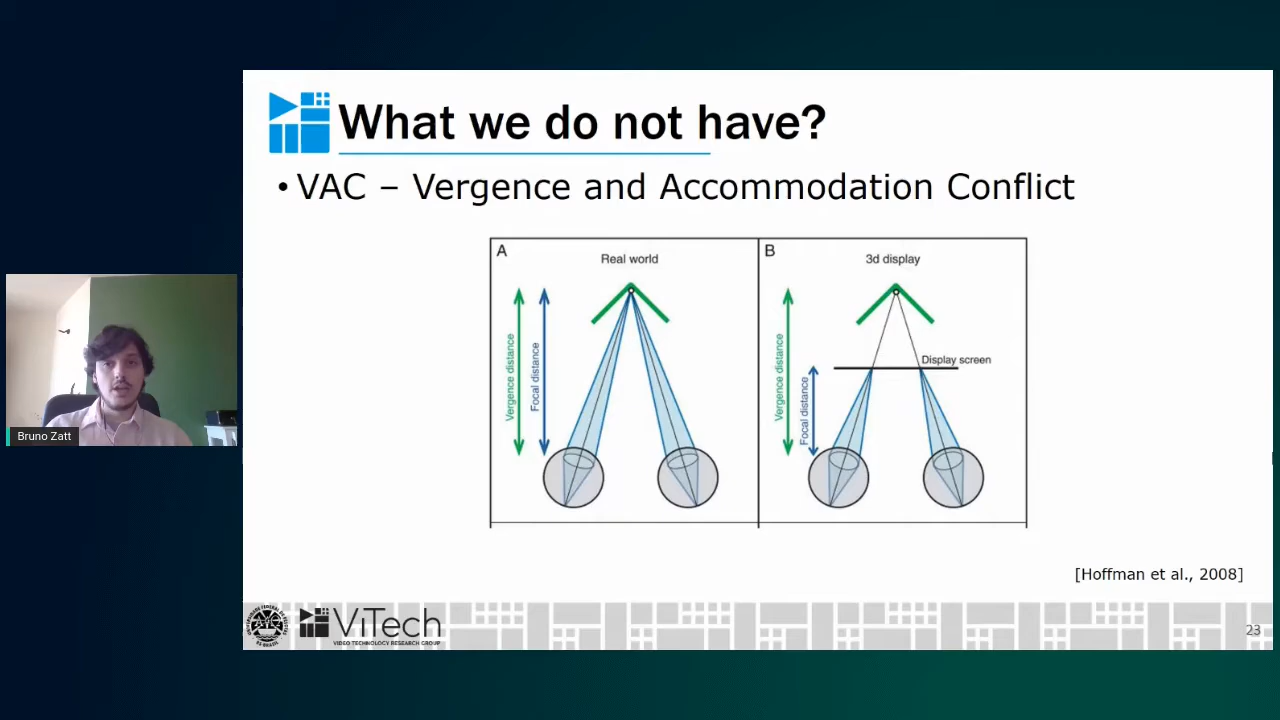 What we do not have?
• VAC – Vergence and Accommodation Conflict
A
Real world
Vergence distance
Focal distance
B
3d display
Display screen
Vergence distance
Focal distance
[Hoffman et al., 2008]
Bruno Zatt
ViTech
VIDEO TECHNOLOGY RESEARCH GROUP
23